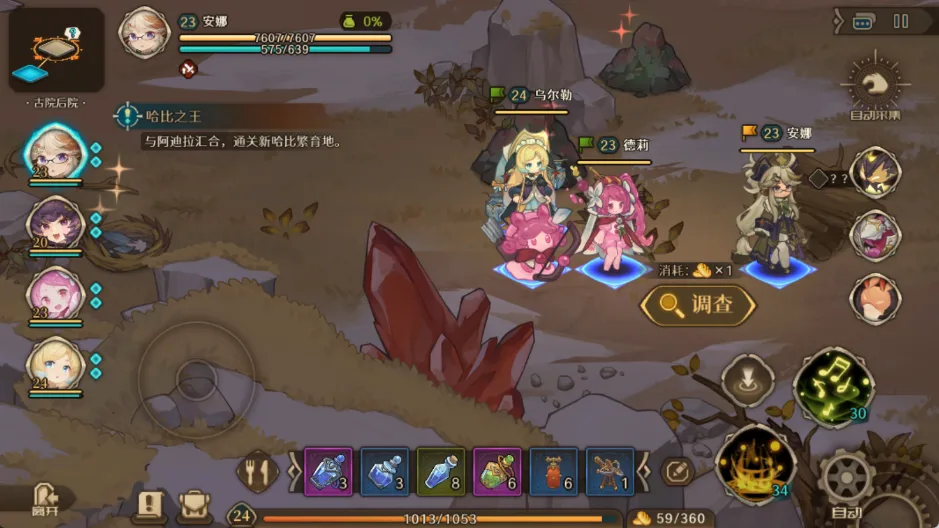 23 安娜
0%
7607/7607
575/639
·古院后院·
哈比之王
与阿迪拉汇合，通关新哈比繁育地。
自动采集
24 乌尔勒
23 德莉
23 安娜
??
23
20
23
24
消耗: ×1
调查
30
34
3
3
8
6
6
1
离开
24
1013/1053
59/360
自动